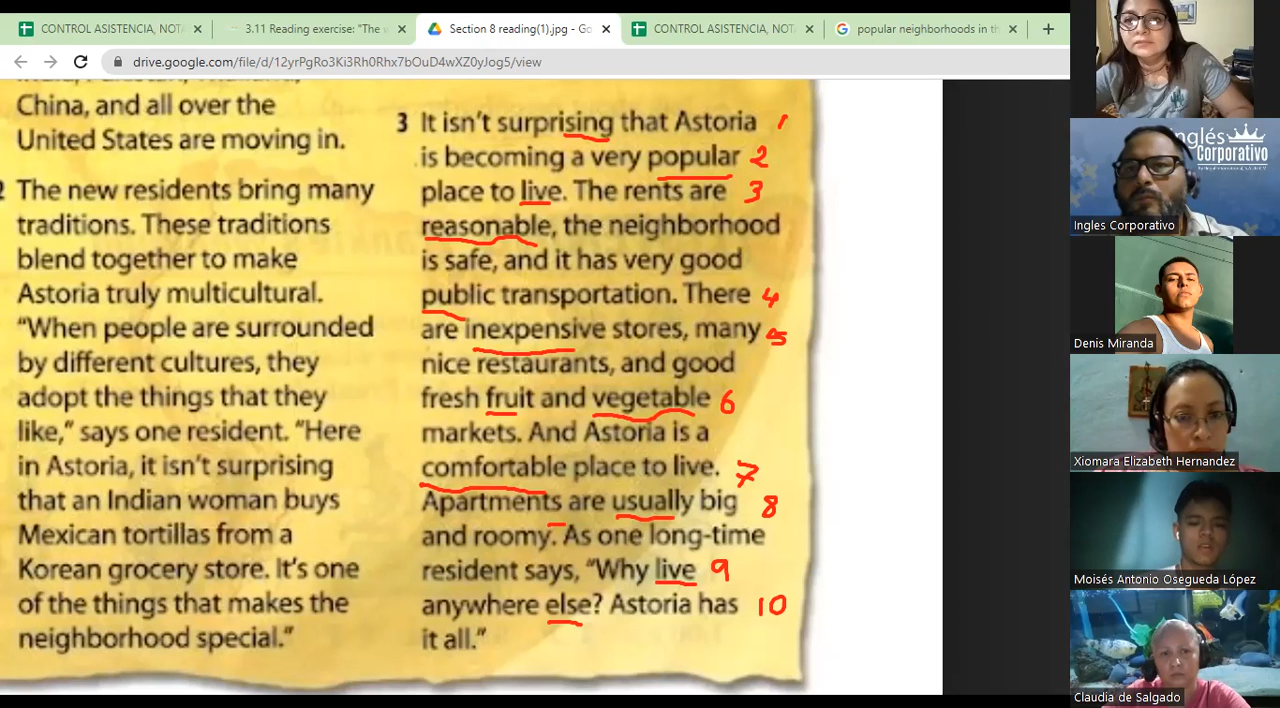 CONTROL ASISTENCIA, NOTA
3.11 Reading exercise: "The
Section 8 reading(1).jpg - Go
CONTROL ASISTENCIA, NOT
popular neighborhoods in th
drive.google.com/file/d/12yrPgRo3Ki3Rh0Rhx7bOuD4wXZ0yJog5/view
China, and all over the
United States are moving in.
2 The new residents bring many
traditions. These traditions
blend together to make
Astoria truly multicultural.
“When people are surrounded
by different cultures, they
adopt the things that they
like,” says one resident. “Here
in Astoria, it isn't surprising
that an Indian woman buys
Mexican tortillas from a
Korean grocery store. It's one
of the things that makes the
neighborhood special.”
3 It isn't surprising that Astoria 1
is becoming a very popular 2
place to live. The rents are 3
reasonable, the neighborhood
is safe, and it has very good
public transportation. There 4
are inexpensive stores, many 5
nice restaurants, and good
fresh fruit and vegetable 6
markets. And Astoria is a
comfortable place to live. 7
Apartments are usually big 8
and roomy. As one long-time
resident says, “Why live 9
anywhere else? Astoria has 10
it all.”
Inglés
Corporativo
Ingles Corporativo
Denis Miranda
Xiomara Elizabeth Hernandez
Moisés Antonio Osegueda López
Claudia de Salgado